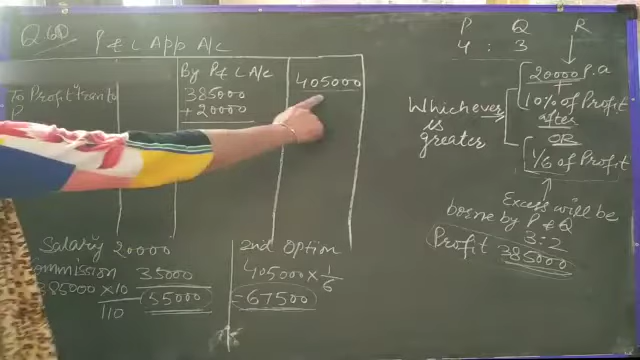 Q.60
P & L App A/C
By P & L A/C
385000
+ 20000
405000
To Profit Tran to
P
P Q R
4 : 3
20000 P.a
+
10% of Profit
after
OR
1/6 of Profit
Whichever
is
greater
Excess will be
borne by P & Q
3:2
Profit 385000
Salary 20000
Commission 35000
385000 × 10
110
55000
2nd Option
405000 × 1/6
= 67500